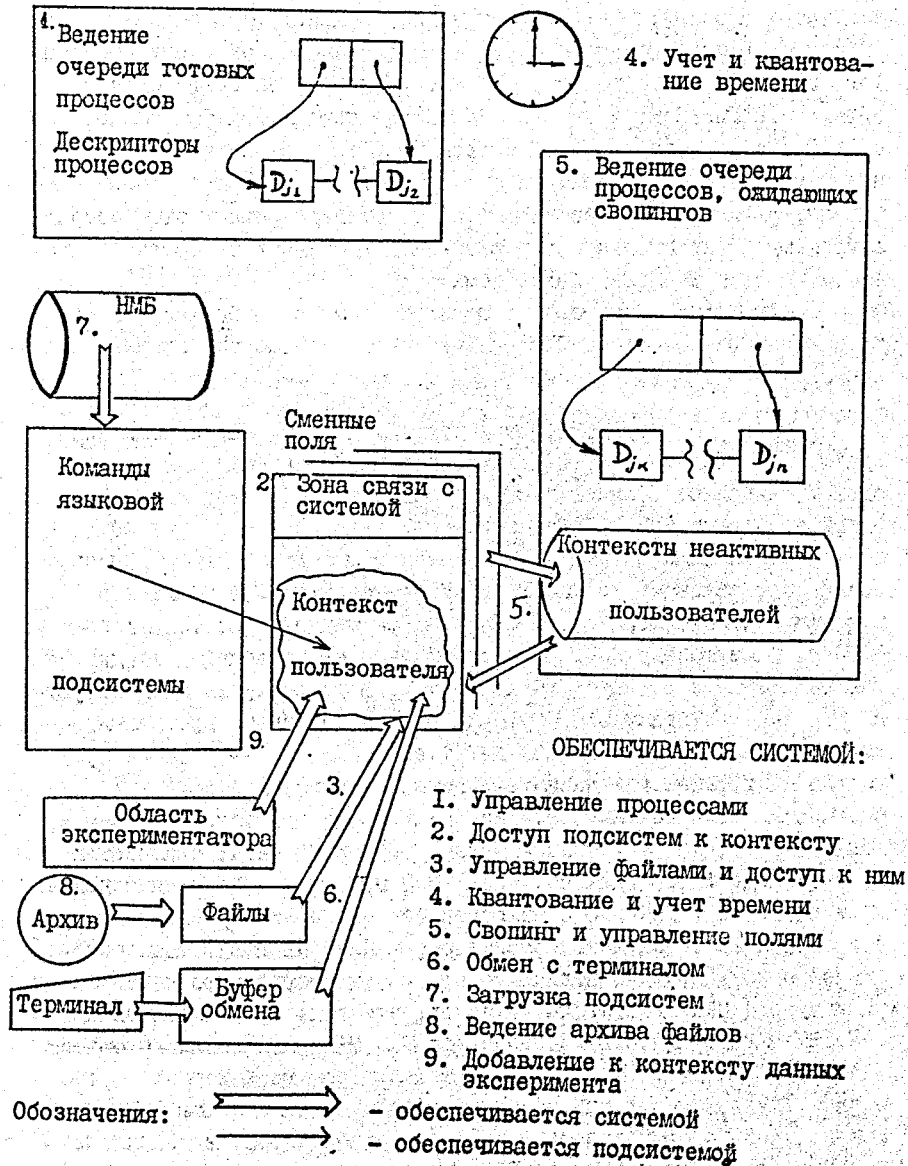 1. Ведение
очереди готовых
процессов
Дескрипторы
процессов
Dj1
Dj2
4. Учет и квантова-
ние времени
5. Ведение очереди
процессов, ожидающих
свопингов
НМБ
7.
Djк
Djn
Сменные
поля
Команды
языковой
подсистемы
2
Зона связи с
системой
Контекст
пользователя
Контексты неактивных
пользователей
5.
9.
3.
6.
Область
экспериментатора
8.
Архив
Файлы
Терминал
Буфер
обмена
ОБЕСПЕЧИВАЕТСЯ СИСТЕМОЙ:
I. Управление процессами
2. Доступ подсистем к контексту
3. Управление файлами и доступ к ним
4. Квантование и учет времени
5. Свопинг и управление полями
6. Обмен с терминалом
7. Загрузка подсистем
8. Ведение архива файлов
9. Добавление к контексту данных
эксперимента
Обозначения:
- обеспечивается системой
- обеспечивается подсистемой